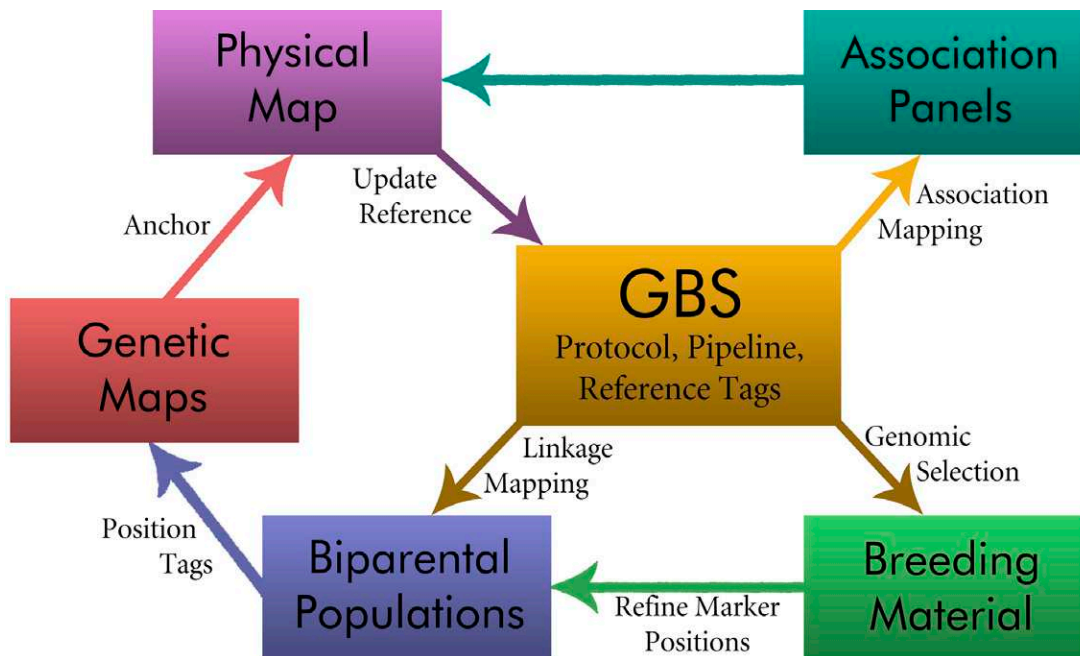 Physical
Map
Association
Panels
Update
Reference
Anchor
Association
Mapping
GBS
Protocol, Pipeline,
Reference Tags
Genetic
Maps
Linkage
Mapping
Genomic
Selection
Position
Tags
Biparental
Populations
Refine Marker
Positions
Breeding
Material